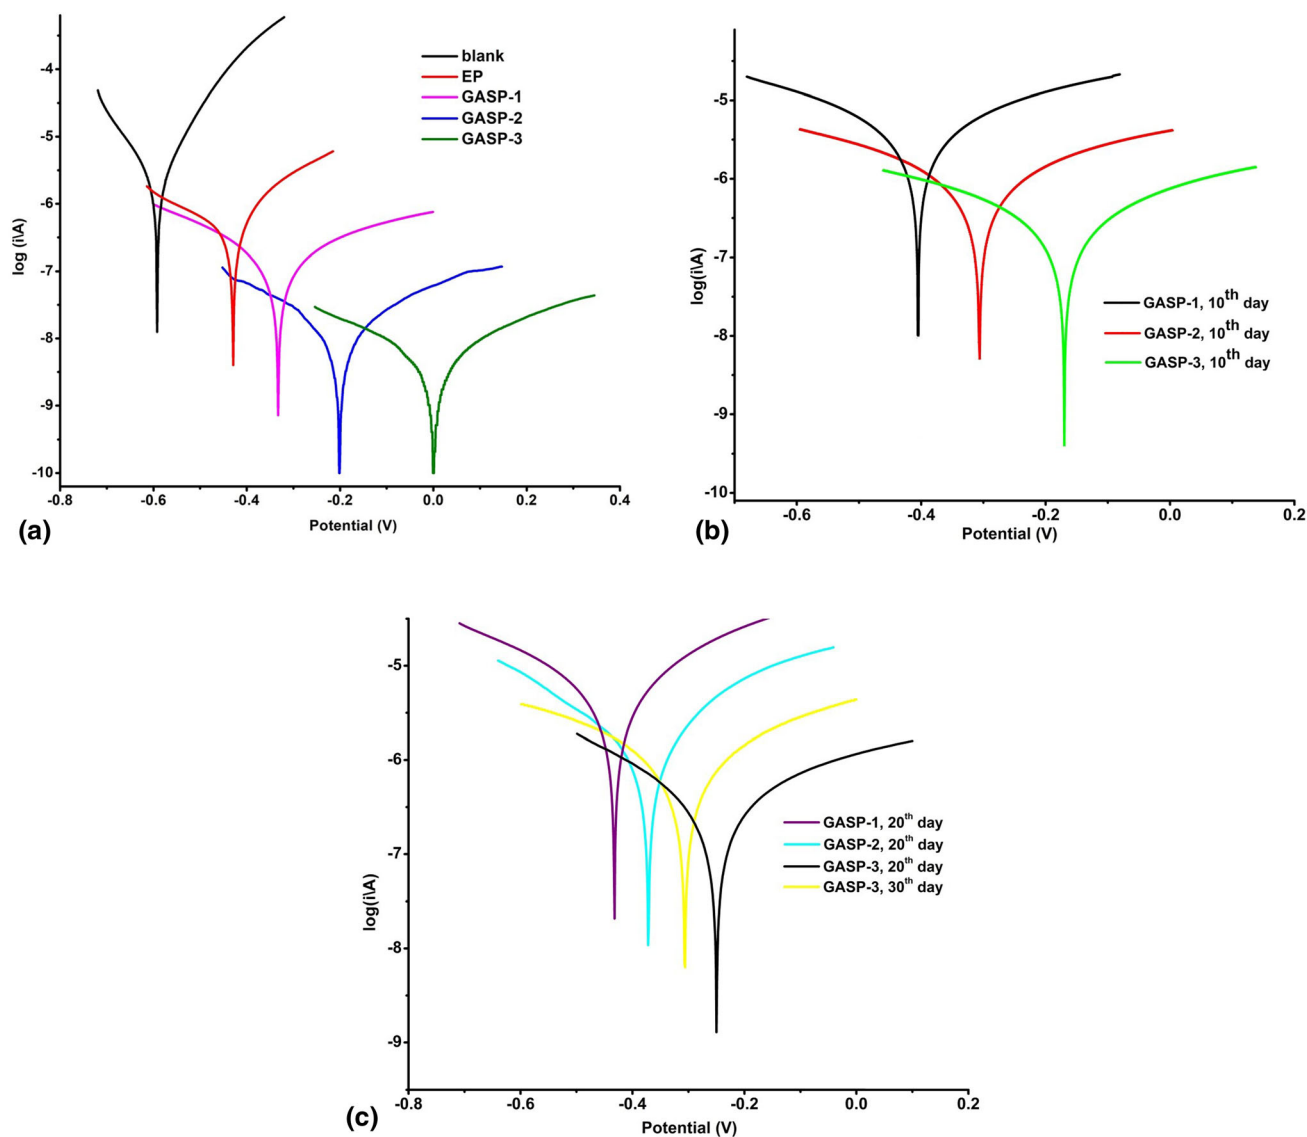 blank
EP
GASP-1
GASP-2
GASP-3
log (i\A)
-4
-5
-6
-7
-8
-9
-10
-0.8
-0.6
-0.4
-0.2
0.0
0.2
0.4
Potential (V)
(a)
log(i\A)
-5
-6
-7
-8
-9
-10
GASP-1, 10th day
GASP-2, 10th day
GASP-3, 10th day
-0.6
-0.4
-0.2
0.0
0.2
Potential (V)
(b)
log(i\A)
-5
-6
-7
-8
-9
GASP-1, 20th day
GASP-2, 20th day
GASP-3, 20th day
GASP-3, 30th day
-0.8
-0.6
-0.4
-0.2
0.0
0.2
Potential (V)
(c)